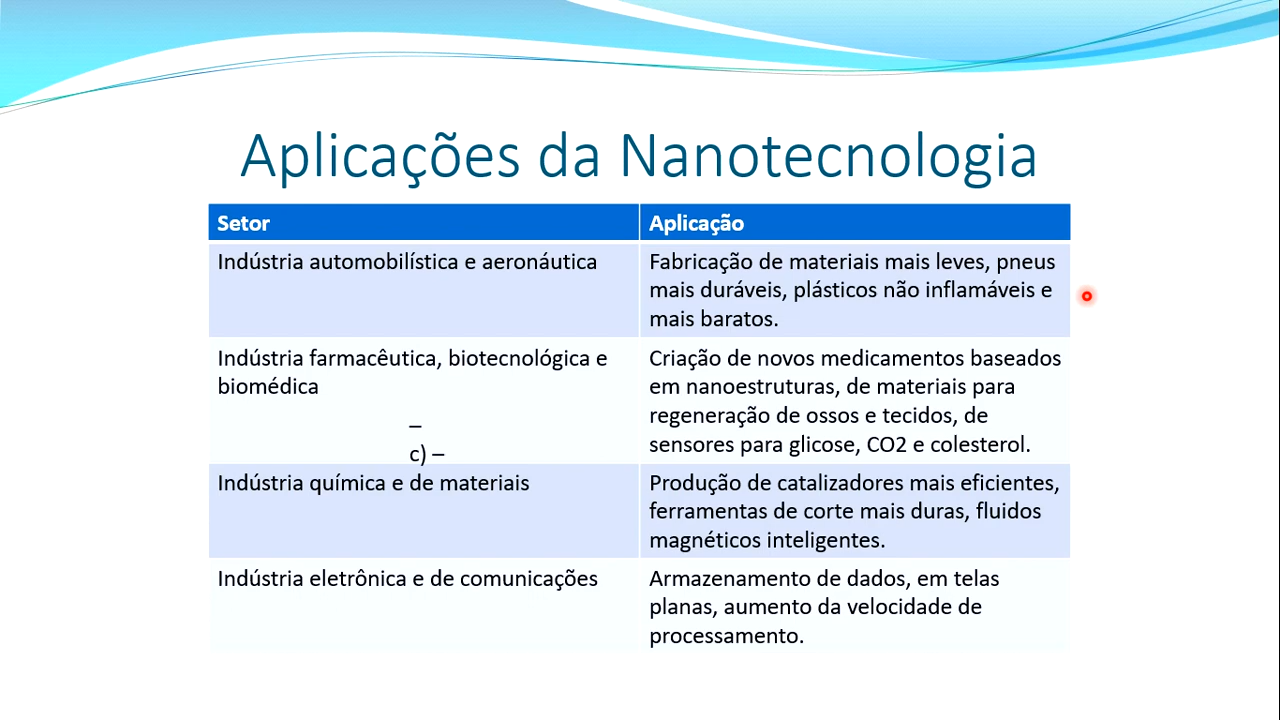 Aplicações da Nanotecnologia
Setor
Aplicação
Indústria automobilística e aeronáutica
Fabricação de materiais mais leves, pneus
mais duráveis, plásticos não inflamáveis e
mais baratos.
Indústria farmacêutica, biotecnológica e
biomédica
–
c) –
Criação de novos medicamentos baseados
em nanoestruturas, de materiais para
regeneração de ossos e tecidos, de
sensores para glicose, CO2 e colesterol.
Indústria química e de materiais
Produção de catalizadores mais eficientes,
ferramentas de corte mais duras, fluidos
magnéticos inteligentes.
Indústria eletrônica e de comunicações
Armazenamento de dados, em telas
planas, aumento da velocidade de
processamento.